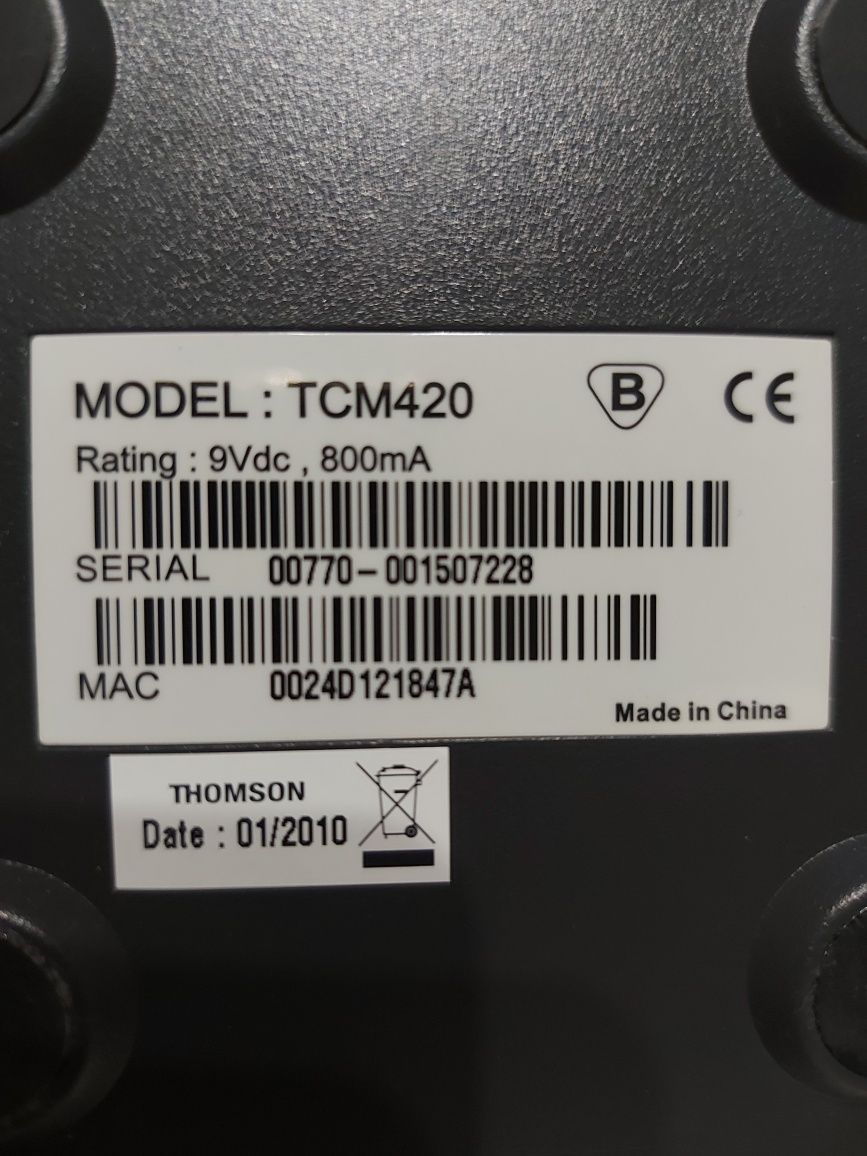 MODEL : TCM420
B
CE
Rating : 9Vdc , 800mA
SERIAL 00770-001507228
MAC 0024D121847A
Made in China
THOMSON
Date : 01/2010